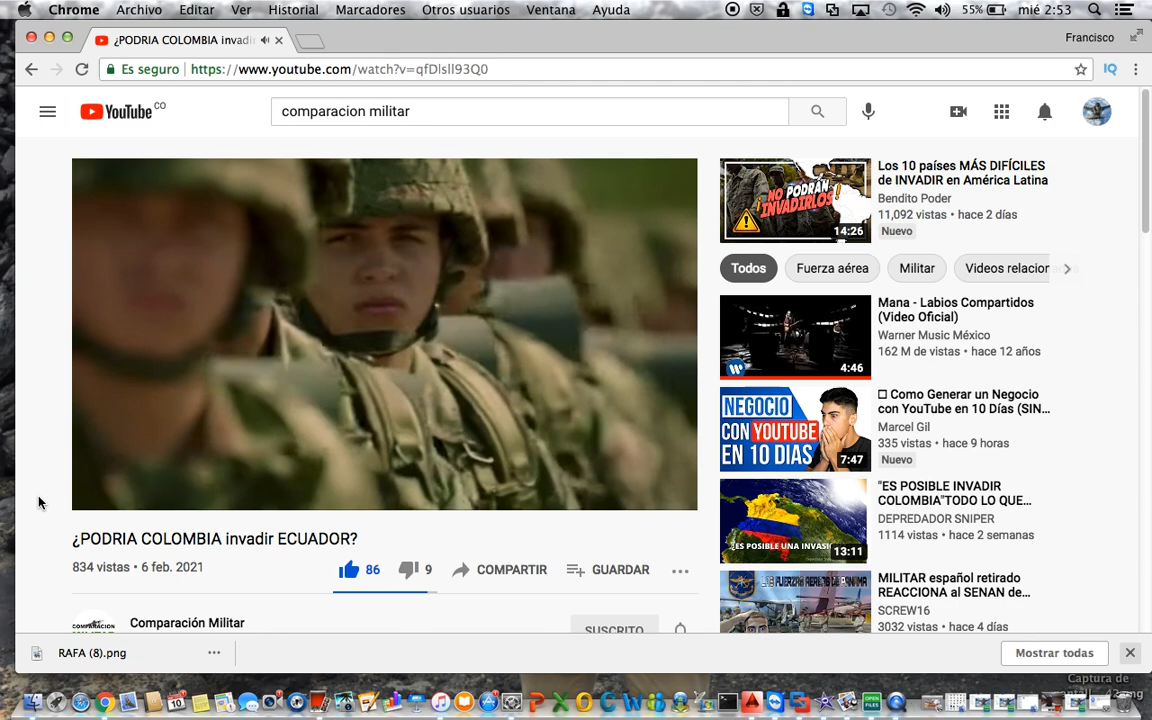 Chrome Archivo Editar Ver Historial Marcadores Otros usuarios Ventana Ayuda 55% mié 2:53
¿PODRIA COLOMBIA invadir Francisco
Es seguro https://www.youtube.com/watch?v=qfDlsll93Q0
YouTube CO comparacion militar
NO PODRÁN
¡INVADIRLOS!
14:26
Los 10 países MÁS DIFÍCILES
de INVADIR en América Latina
Bendito Poder
11,092 vistas • hace 2 días
Nuevo
Todos Fuerza aérea Militar Videos relacion
4:46
Mana - Labios Compartidos
(Video Oficial)
Warner Music México
162 M de vistas • hace 12 años
NEGOCIO
CON YOUTUBE
EN 10 DIAS
7:47
Como Generar un Negocio
con YouTube en 10 Días (SIN...
Marcel Gil
335 vistas • hace 9 horas
Nuevo
¿ES POSIBLE UNA INVASI
13:11
"ES POSIBLE INVADIR
COLOMBIA"TODO LO QUE...
DEPREDADOR SNIPER
1114 vistas • hace 2 semanas
MILITAR español retirado
REACCIONA al SENAN de...
SCREW16
3032 vistas • hace 4 días
¿PODRIA COLOMBIA invadir ECUADOR?
834 vistas • 6 feb. 2021 86 9 COMPARTIR GUARDAR
Comparación Militar SUSCRITO
RAFA (8).png Mostrar todas
Captura de